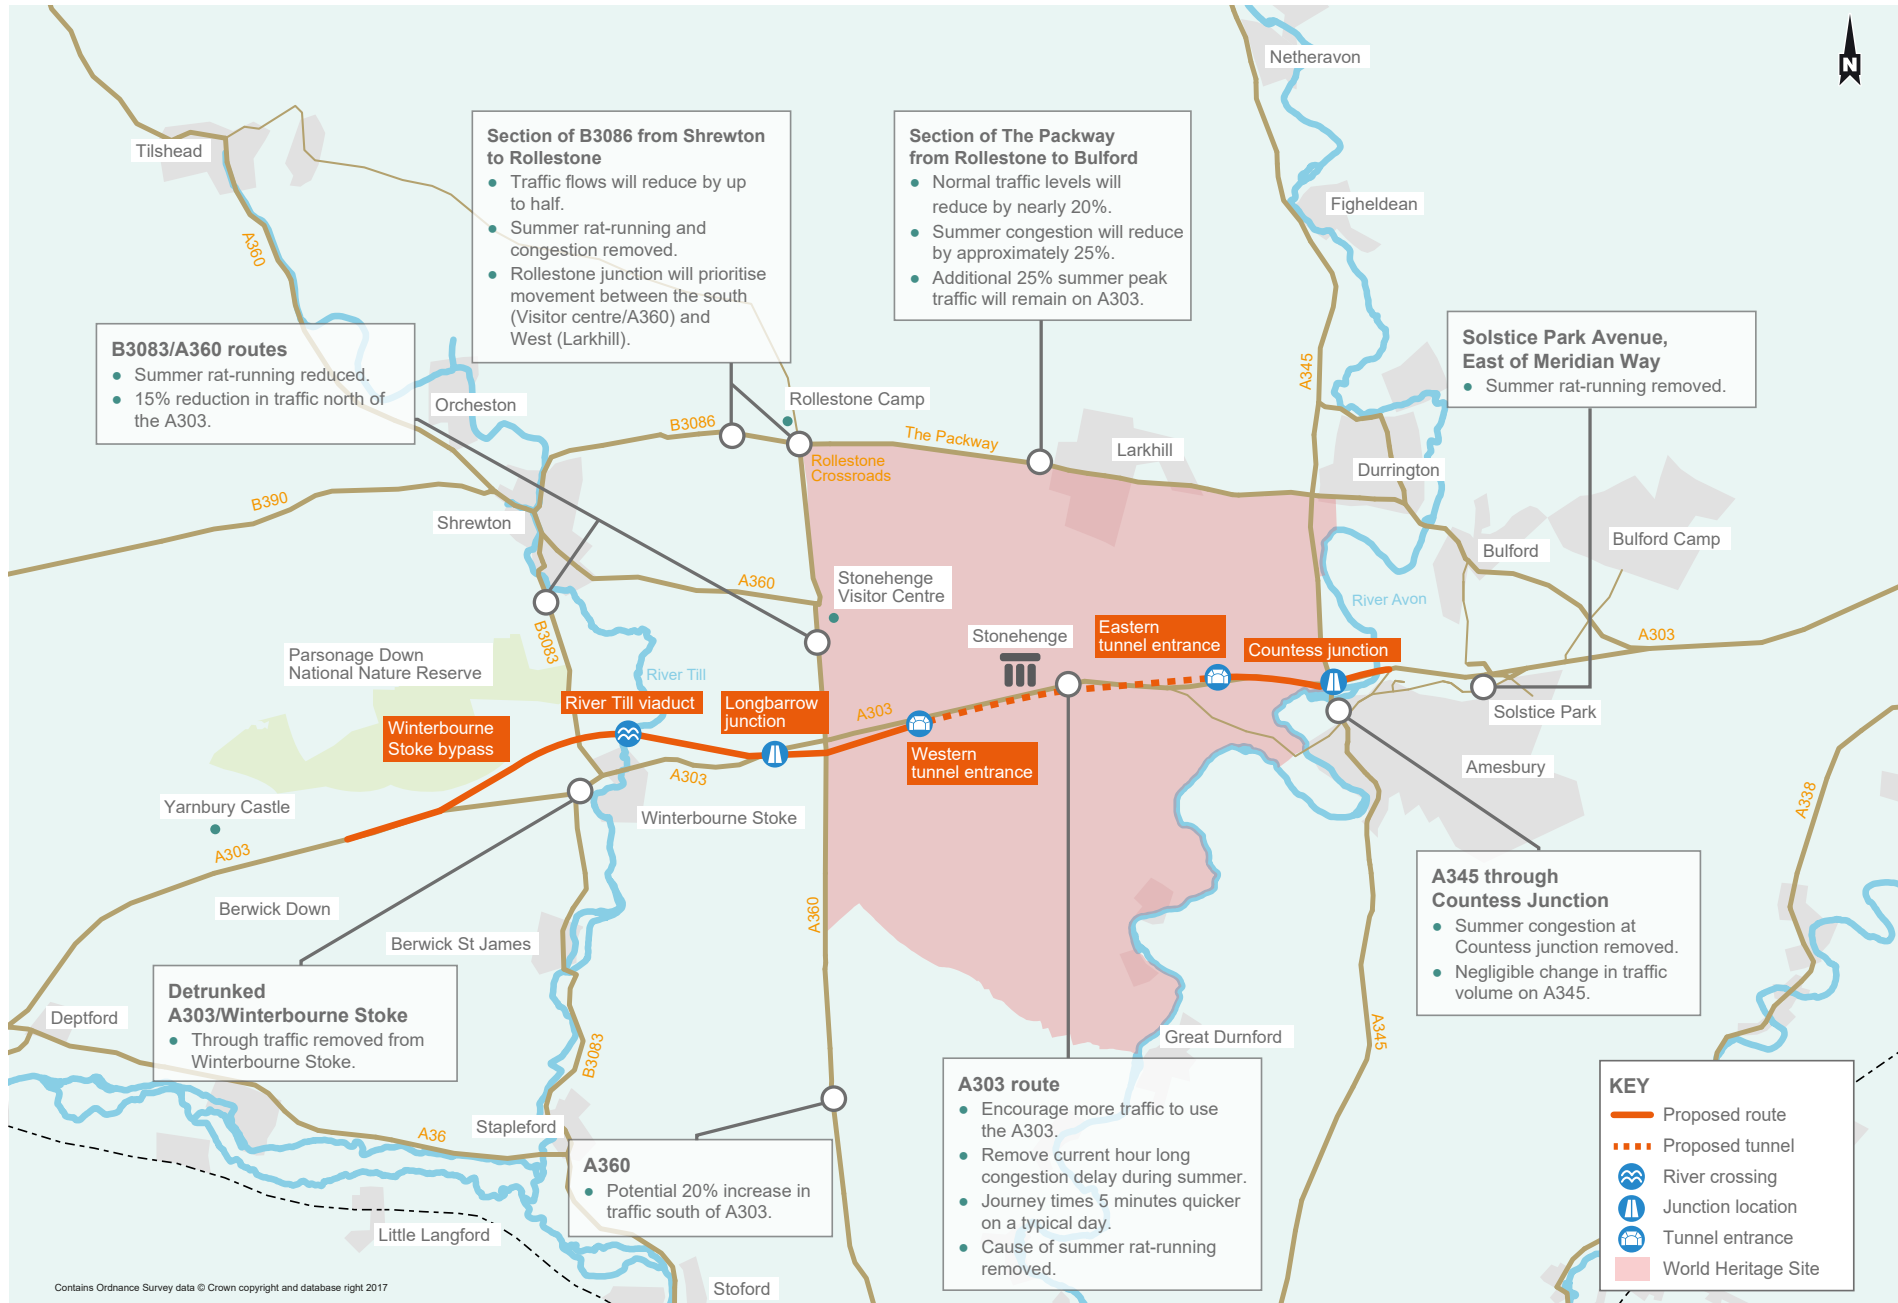 Netheravon
N
Tilshead
Section of B3086 from Shrewton
to Rollestone
Traffic flows will reduce by up
to half.
Summer rat-running and
congestion removed.
Rollestone junction will prioritise
movement between the south
(Visitor centre/A360) and
West (Larkhill).
Section of The Packway
from Rollestone to Bulford
Normal traffic levels will
reduce by nearly 20%.
Summer congestion will reduce
by approximately 25%.
Additional 25% summer peak
traffic will remain on A303.
Figheldean
A360
B3083/A360 routes
Summer rat-running reduced.
15% reduction in traffic north of
the A303.
Solstice Park Avenue,
East of Meridian Way
Summer rat-running removed.
A345
Orcheston
Rollestone Camp
B3086
The Packway
Larkhill
Rollestone
Crossroads
Durrington
B390
Shrewton
Bulford
Bulford Camp
A360
Stonehenge
Visitor Centre
River Avon
B3083
Stonehenge
Eastern
tunnel entrance
Countess junction
A303
Parsonage Down
National Nature Reserve
River Till
River Till viaduct
Longbarrow
junction
A303
Solstice Park
Winterbourne
Stoke bypass
Western
tunnel entrance
A303
Amesbury
Yarnbury Castle
Winterbourne Stoke
A338
A303
A345 through
Countess Junction
Summer congestion at
Countess junction removed.
Negligible change in traffic
volume on A345.
Berwick Down
A360
Berwick St James
Detrunked
A303/Winterbourne Stoke
Through traffic removed from
Winterbourne Stoke.
Deptford
B3083
Great Durnford
A345
A303 route
Encourage more traffic to use
the A303.
Remove current hour long
congestion delay during summer.
Journey times 5 minutes quicker
on a typical day.
Cause of summer rat-running
removed.
KEY
Proposed route
Proposed tunnel
River crossing
Junction location
Tunnel entrance
World Heritage Site
Stapleford
A36
A360
Potential 20% increase in
traffic south of A303.
Little Langford
Stoford
Contains Ordnance Survey data © Crown copyright and database right 2017